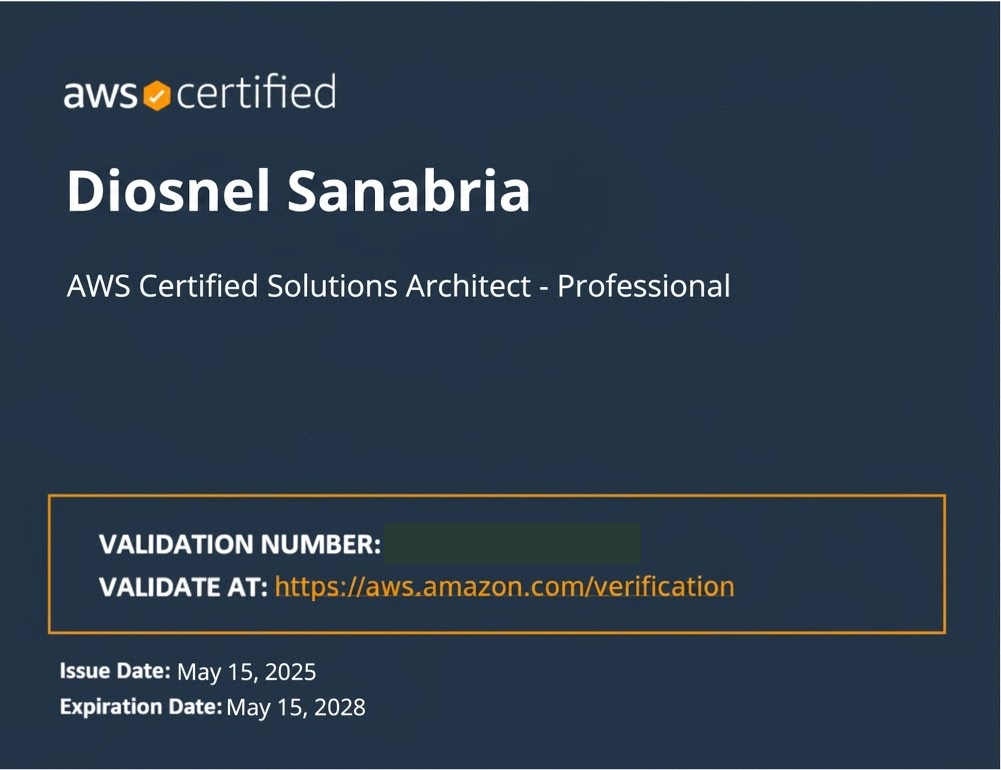 aws certified
Diosnel Sanabria
AWS Certified Solutions Architect - Professional
VALIDATION NUMBER:
VALIDATE AT: https://aws.amazon.com/verification
Issue Date: May 15, 2025
Expiration Date: May 15, 2028